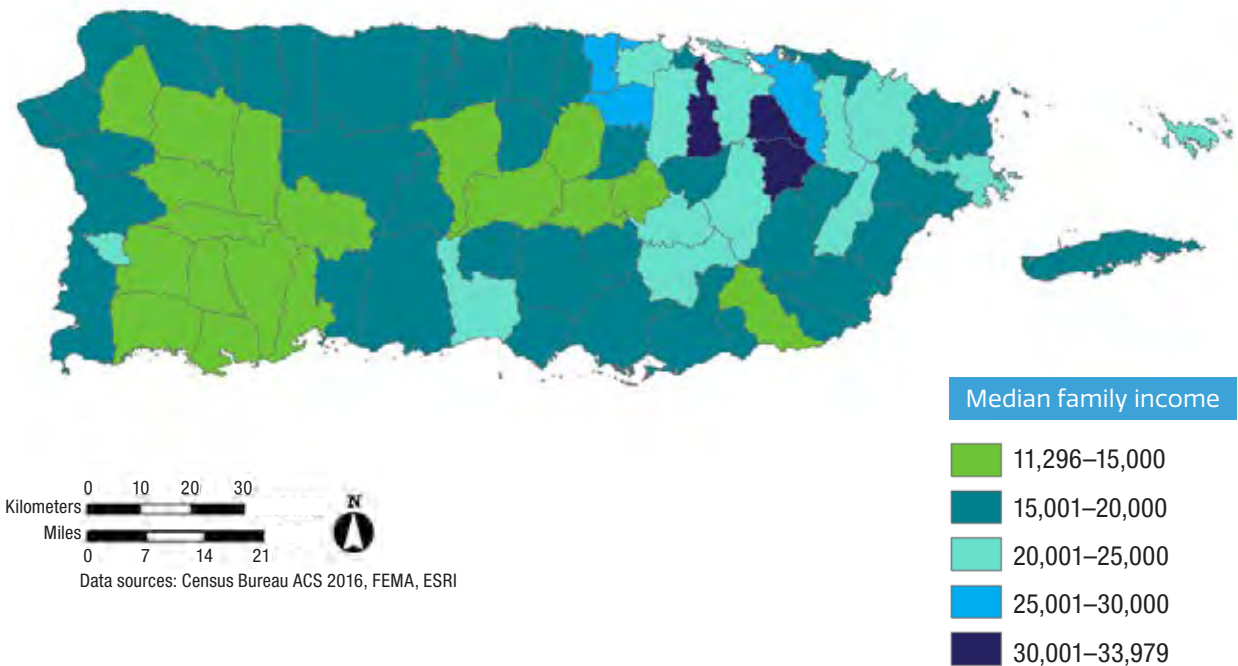 Median family income
11,296–15,000
15,001–20,000
20,001–25,000
25,001–30,000
30,001–33,979
0 10 20 30
Kilometers
Miles
0 7 14 21
N
Data sources: Census Bureau ACS 2016, FEMA, ESRI